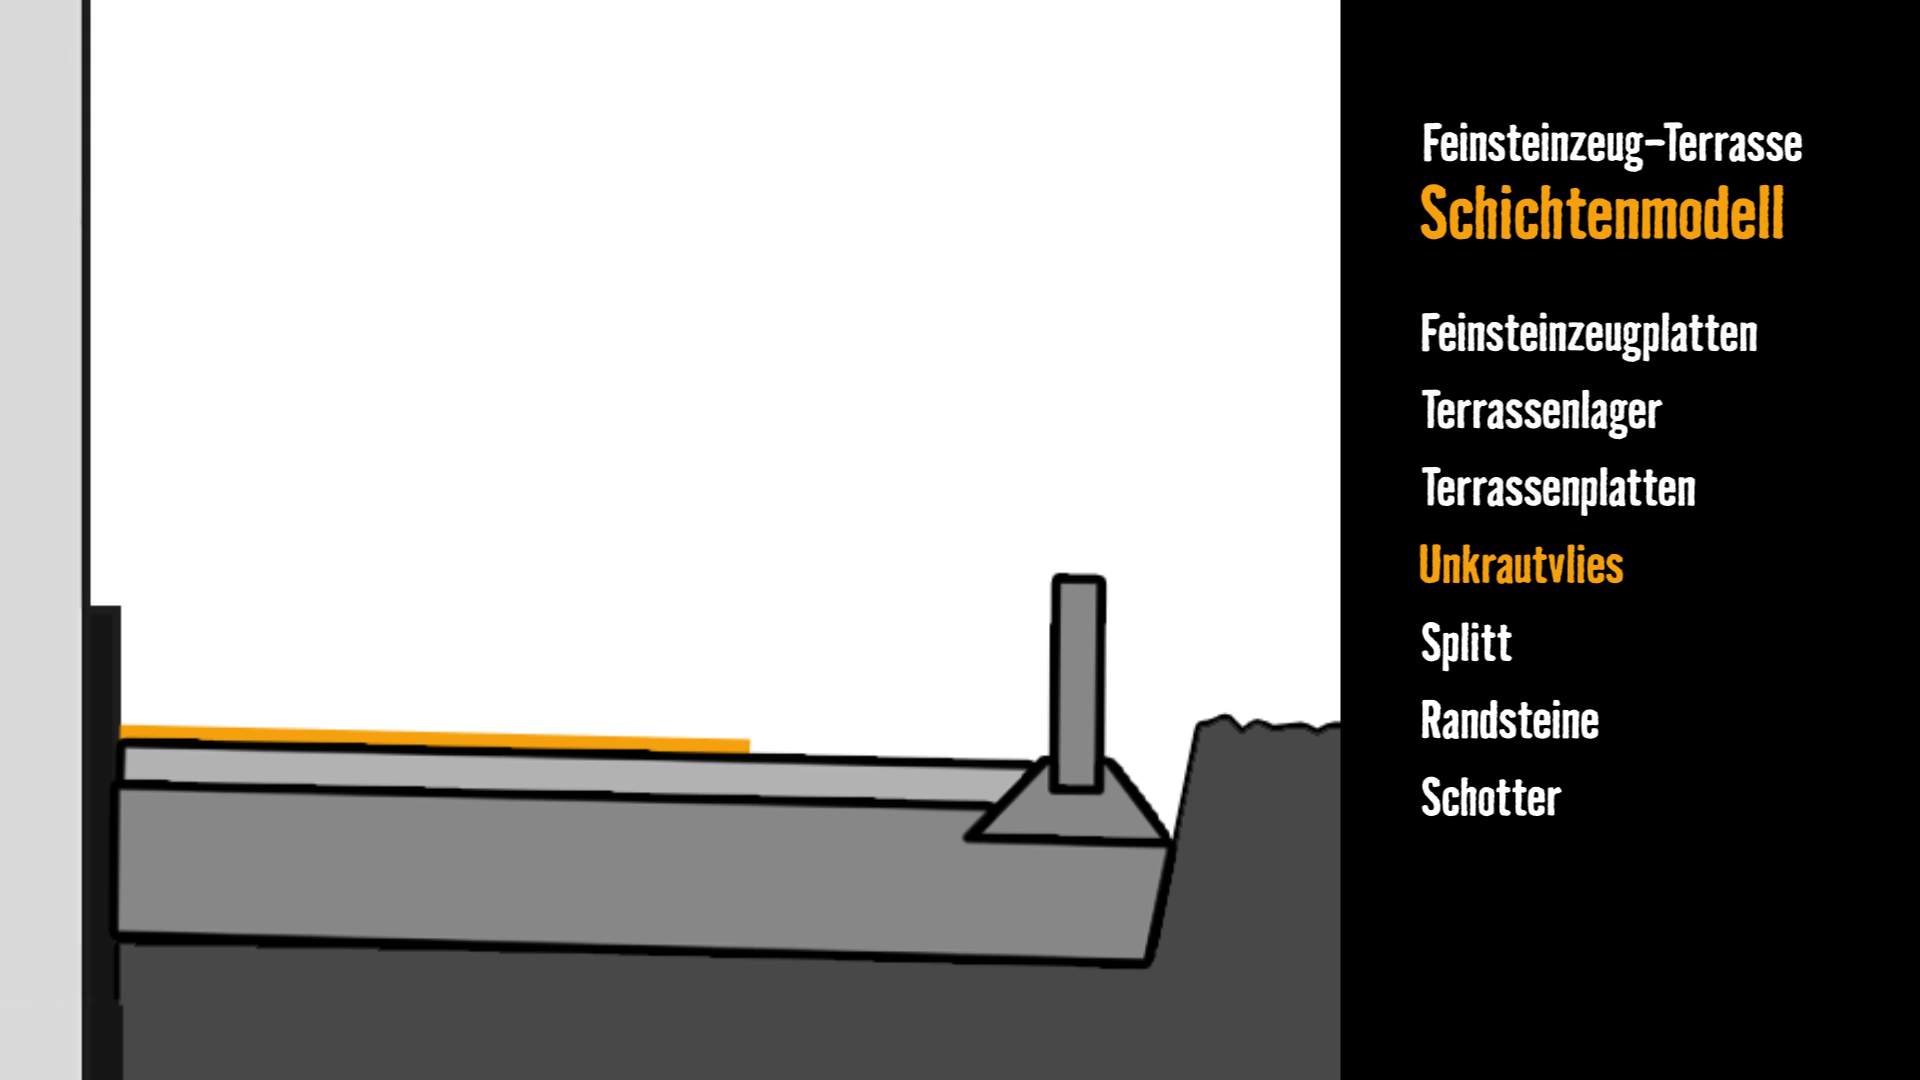 Feinsteinzeug-Terrasse
Schichtenmodell
Feinsteinzeugplatten
Terrassenlager
Terrassenplatten
Unkrautvlies
Splitt
Randsteine
Schotter